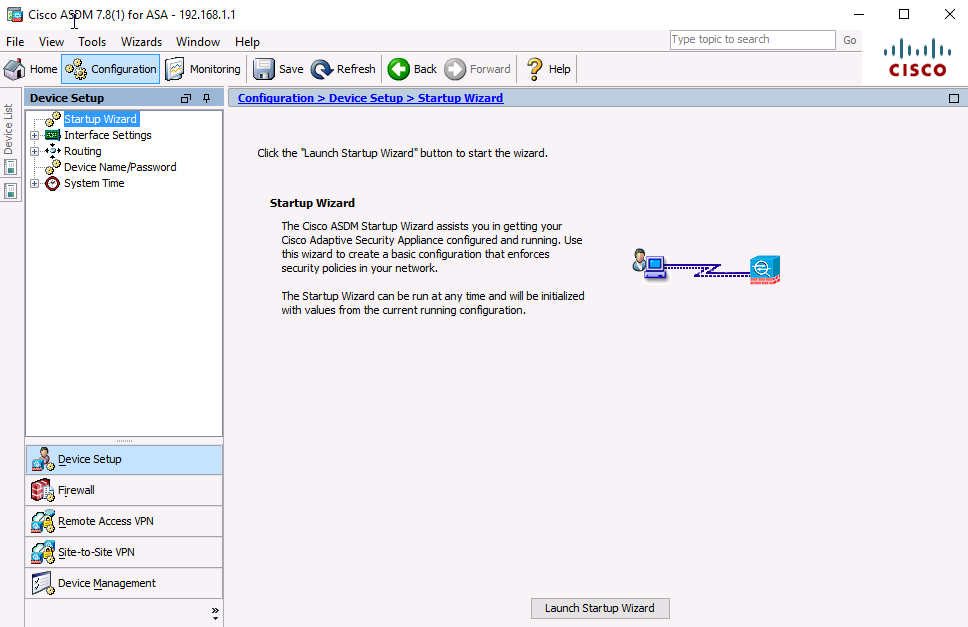 Cisco ASDM 7.8(1) for ASA - 192.168.1.1
File View Tools Wizards Window Help
Type topic to search Go
Home Configuration Monitoring Save Refresh Back Forward Help
CISCO
Device List
Device Setup
Configuration > Device Setup > Startup Wizard
Startup Wizard
Interface Settings
Routing
Device Name/Password
System Time
Click the "Launch Startup Wizard" button to start the wizard.
Startup Wizard
The Cisco ASDM Startup Wizard assists you in getting your
Cisco Adaptive Security Appliance configured and running. Use
this wizard to create a basic configuration that enforces
security policies in your network.
The Startup Wizard can be run at any time and will be initialized
with values from the current running configuration.
Device Setup
Firewall
Remote Access VPN
Site-to-Site VPN
Device Management
Launch Startup Wizard